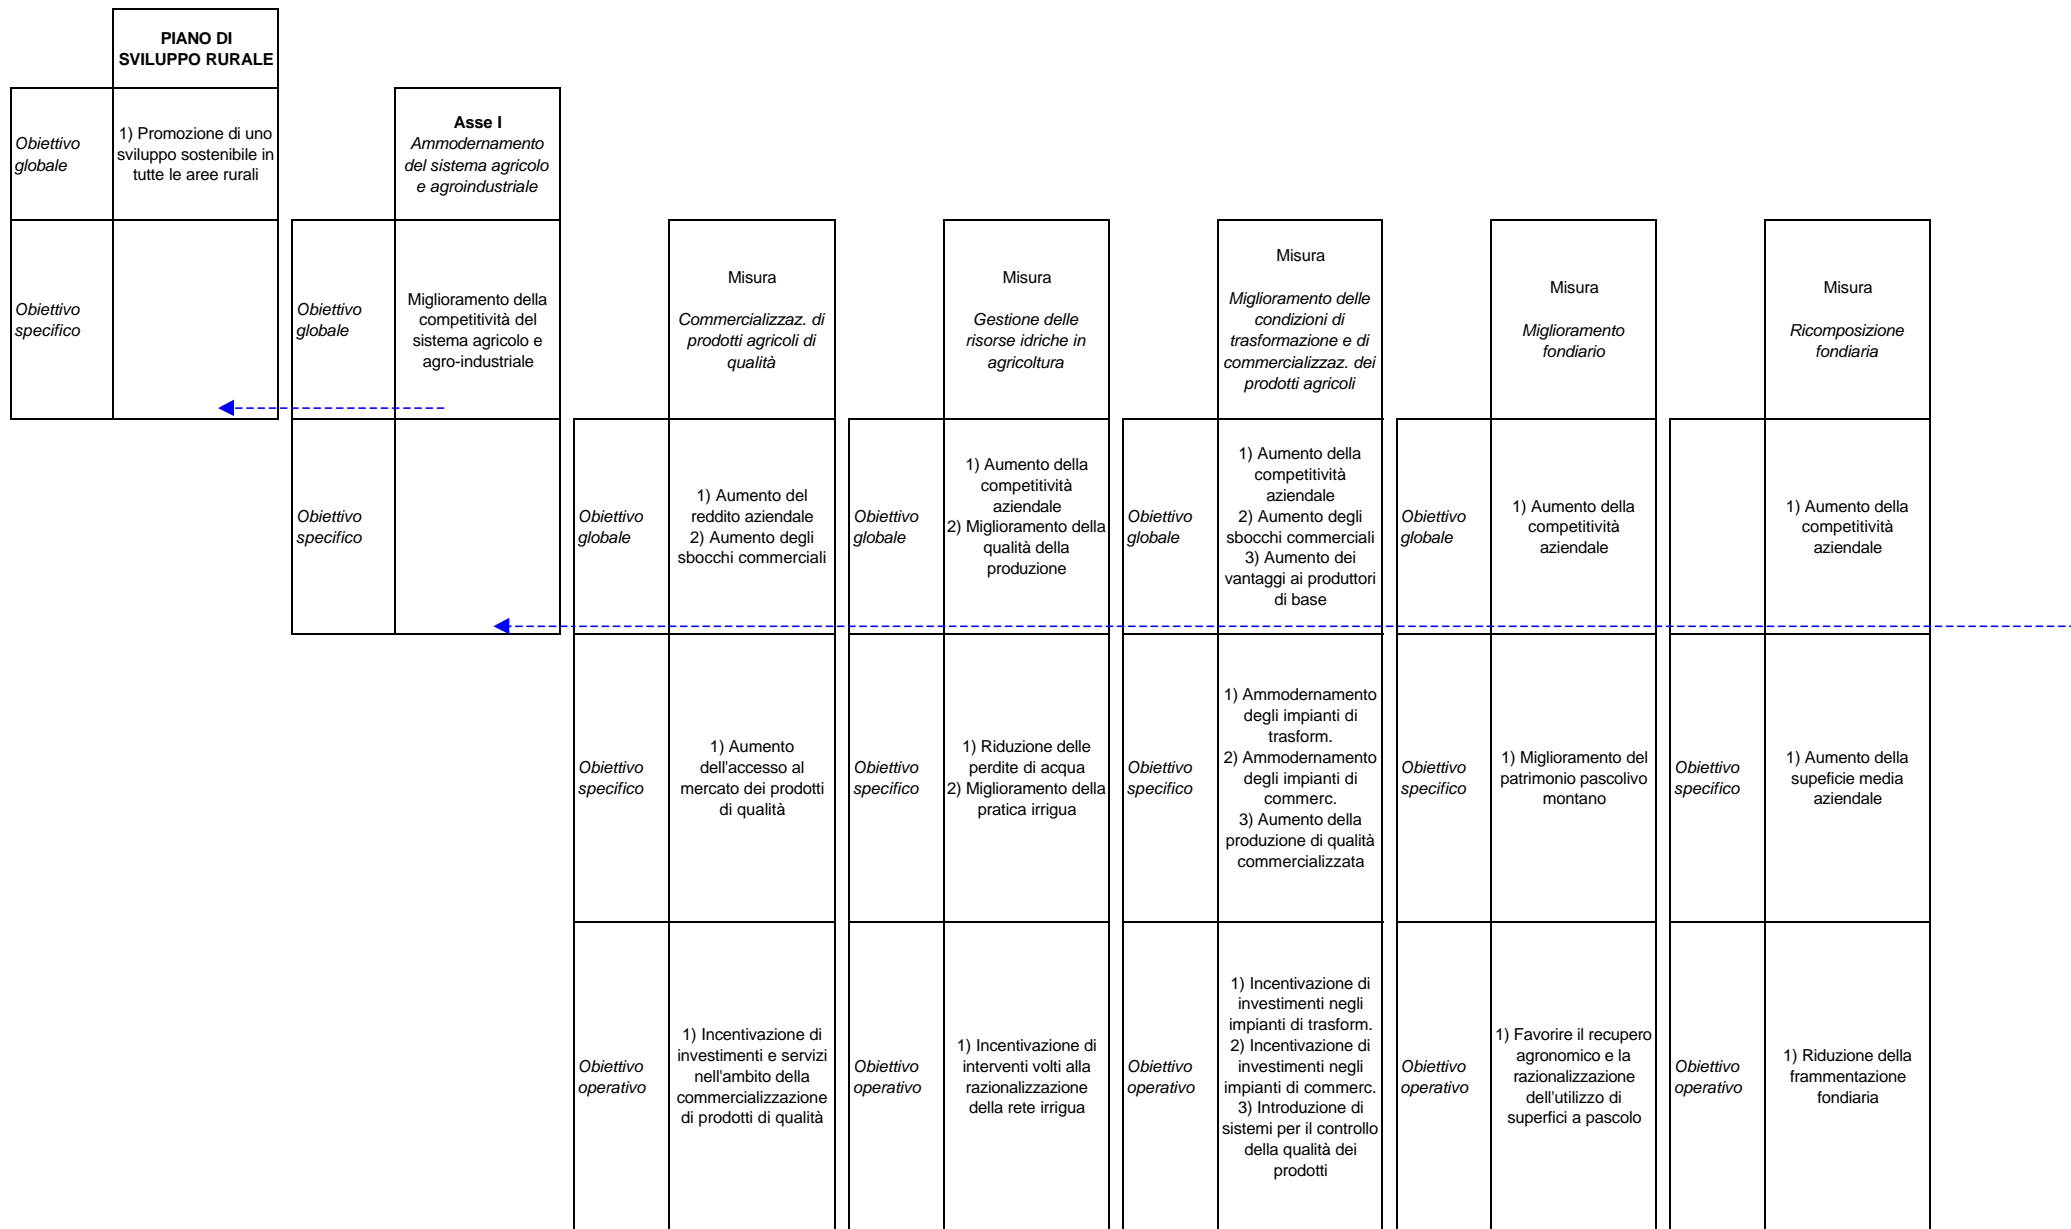 PIANO DI
SVILUPPO RURALE
Obiettivo
globale
1) Promozione di uno
sviluppo sostenibile in
tutte le aree rurali
Asse I
Ammodernamento
del sistema agricolo
e agroindustriale
Obiettivo
specifico
Obiettivo
globale
Miglioramento della
competitività del
sistema agricolo e
agro-industriale
Misura
Commercializzaz. di
prodotti agricoli di
qualità
Misura
Gestione delle
risorse idriche in
agricoltura
Misura
Miglioramento delle
condizioni di
trasformazione e di
commercializzaz. dei
prodotti agricoli
Misura
Miglioramento
fondiario
Misura
Ricomposizione
fondiaria
Obiettivo
specifico
Obiettivo
globale
1) Aumento del
reddito aziendale
2) Aumento degli
sbocchi commerciali
Obiettivo
globale
1) Aumento della
competitività
aziendale
2) Miglioramento della
qualità della
produzione
Obiettivo
globale
1) Aumento della
competitività
aziendale
2) Aumento degli
sbocchi commerciali
3) Aumento dei
vantaggi ai produttori
di base
Obiettivo
globale
1) Aumento della
competitività
aziendale
1) Aumento della
competitività
aziendale
Obiettivo
specifico
1) Aumento
dell'accesso al
mercato dei prodotti
di qualità
Obiettivo
specifico
1) Riduzione delle
perdite di acqua
2) Miglioramento della
pratica irrigua
Obiettivo
specifico
1) Ammodernamento
degli impianti di
trasform.
2) Ammodernamento
degli impianti di
commerc.
3) Aumento della
produzione di qualità
commercializzata
Obiettivo
specifico
1) Miglioramento del
patrimonio pascolivo
montano
Obiettivo
specifico
1) Aumento della
supeficie media
aziendale
Obiettivo
operativo
1) Incentivazione di
investimenti e servizi
nell'ambito della
commercializzazione
di prodotti di qualità
Obiettivo
operativo
1) Incentivazione di
interventi volti alla
razionalizzazione
della rete irrigua
Obiettivo
operativo
1) Incentivazione di
investimenti negli
impianti di trasform.
2) Incentivazione di
investimenti negli
impianti di commerc.
3) Introduzione di
sistemi per il controllo
della qualità dei
prodotti
Obiettivo
operativo
1) Favorire il recupero
agronomico e la
razionalizzazione
dell'utilizzo di
superfici a pascolo
Obiettivo
operativo
1) Riduzione della
frammentazione
fondiaria